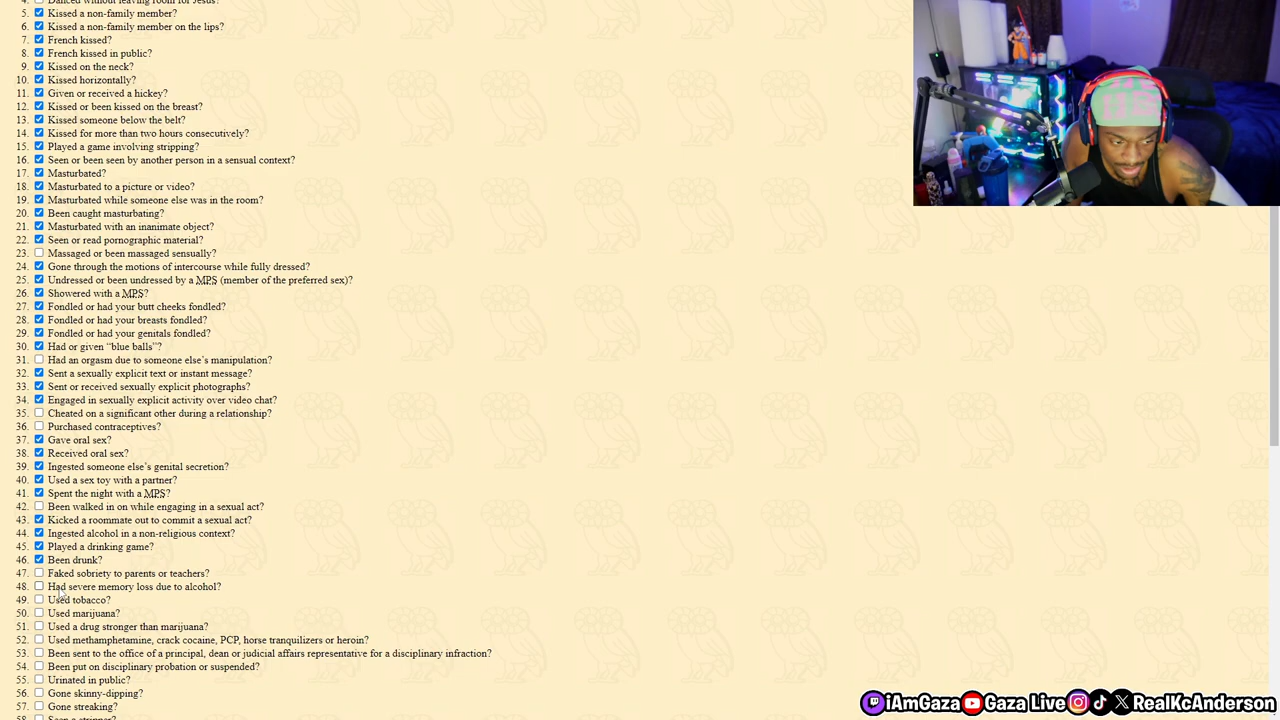 4. Danced without leaving room for Jesus?
5. Kissed a non-family member?
6. Kissed a non-family member on the lips?
7. French kissed?
8. French kissed in public?
9. Kissed on the neck?
10. Kissed horizontally?
11. Given or received a hickey?
12. Kissed or been kissed on the breast?
13. Kissed someone below the belt?
14. Kissed for more than two hours consecutively?
15. Played a game involving stripping?
16. Seen or been seen by another person in a sensual context?
17. Masturbated?
18. Masturbated to a picture or video?
19. Masturbated while someone else was in the room?
20. Been caught masturbating?
21. Masturbated with an inanimate object?
22. Seen or read pornographic material?
23. Massaged or been massaged sensually?
24. Gone through the motions of intercourse while fully dressed?
25. Undressed or been undressed by a MPS (member of the preferred sex)?
26. Showered with a MPS?
27. Fondled or had your butt cheeks fondled?
28. Fondled or had your breasts fondled?
29. Fondled or had your genitals fondled?
30. Had or given “blue balls”?
31. Had an orgasm due to someone else’s manipulation?
32. Sent a sexually explicit text or instant message?
33. Sent or received sexually explicit photographs?
34. Engaged in sexually explicit activity over video chat?
35. Cheated on a significant other during a relationship?
36. Purchased contraceptives?
37. Gave oral sex?
38. Received oral sex?
39. Ingested someone else’s genital secretion?
40. Used a sex toy with a partner?
41. Spent the night with a MPS?
42. Been walked in on while engaging in a sexual act?
43. Kicked a roommate out to commit a sexual act?
44. Ingested alcohol in a non-religious context?
45. Played a drinking game?
46. Been drunk?
47. Faked sobriety to parents or teachers?
48. Had severe memory loss due to alcohol?
49. Used tobacco?
50. Used marijuana?
51. Used a drug stronger than marijuana?
52. Used methamphetamine, crack cocaine, PCP, horse tranquilizers or heroin?
53. Been sent to the office of a principal, dean or judicial affairs representative for a disciplinary infraction?
54. Been put on disciplinary probation or suspended?
55. Urinated in public?
56. Gone skinny-dipping?
57. Gone streaking?
58. Seen a stripper?
iAmGaza Gaza Live RealKcAnderson